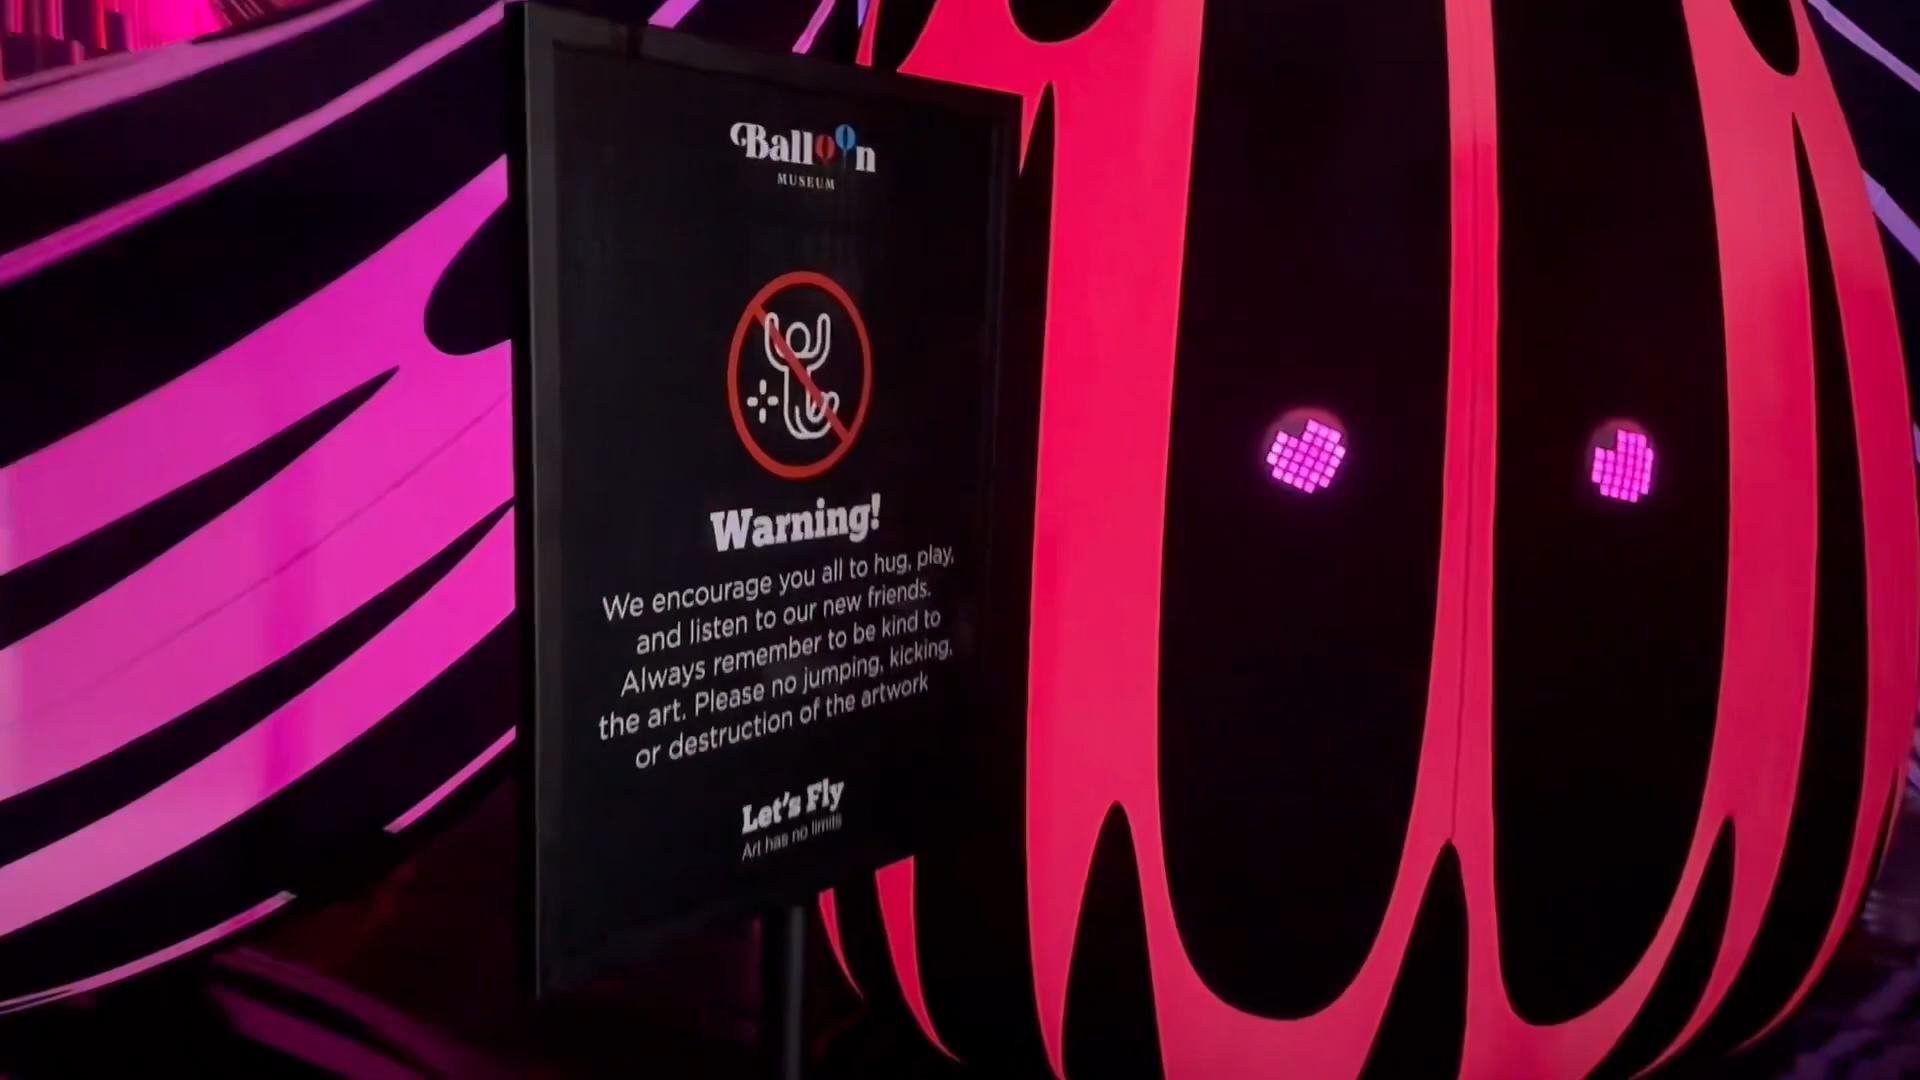 Balloon
MUSEUM
Warning!
We encourage you all to hug, play,
and listen to our new friends.
Always remember to be kind to
the art. Please no jumping, kicking,
or destruction of the artwork
Let's Fly
Art has no limits